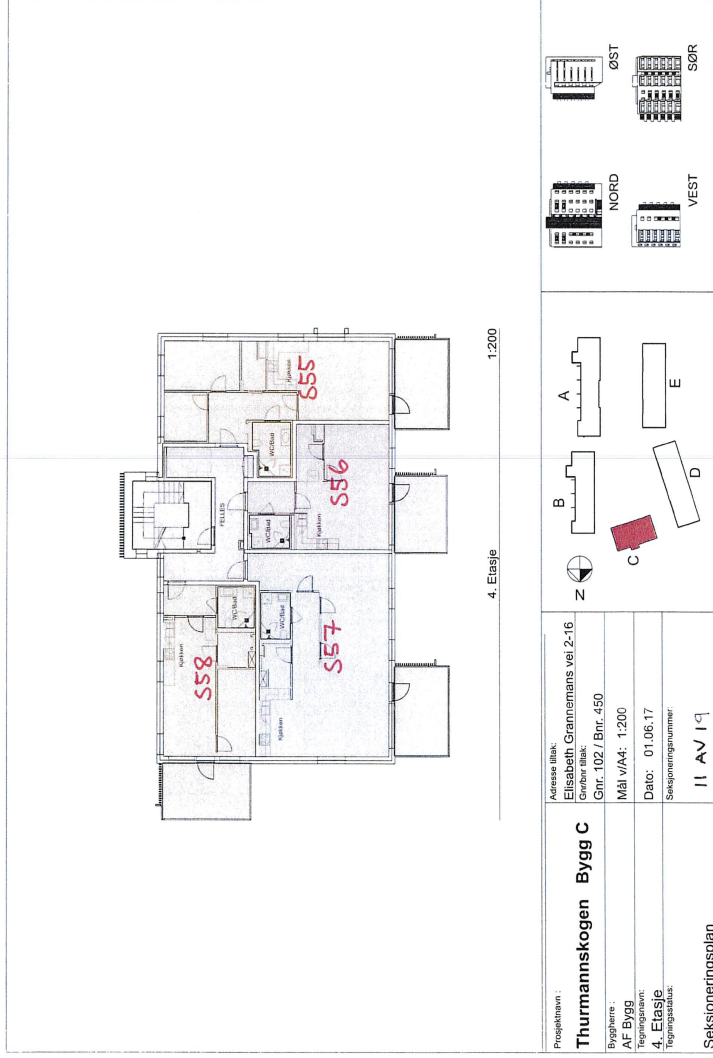 S58
S57
S56
S55
Kjøkken
WC/Bad
Kjøkken
WC/Bad
Kjøkken
WC/Bad
Kjøkken
WC/Bad
FELLES
4. Etasje
1:200
Prosjektnavn :
Thurmannskogen Bygg C
Byggherre :
AF Bygg
Tegningsnavn:
4. Etasje
Tegningsstatus:
Seksjoneringsplan
Adresse tiltak:
Elisabeth Grannemans vei 2-16
Gnr/bnr tiltak:
Gnr. 102 / Bnr. 450
Mål v/A4: 1:200
Dato: 01.06.17
Seksjoneringsnummer:
11 AV 19
N
A
B
C
D
E
NORD
ØST
VEST
SØR